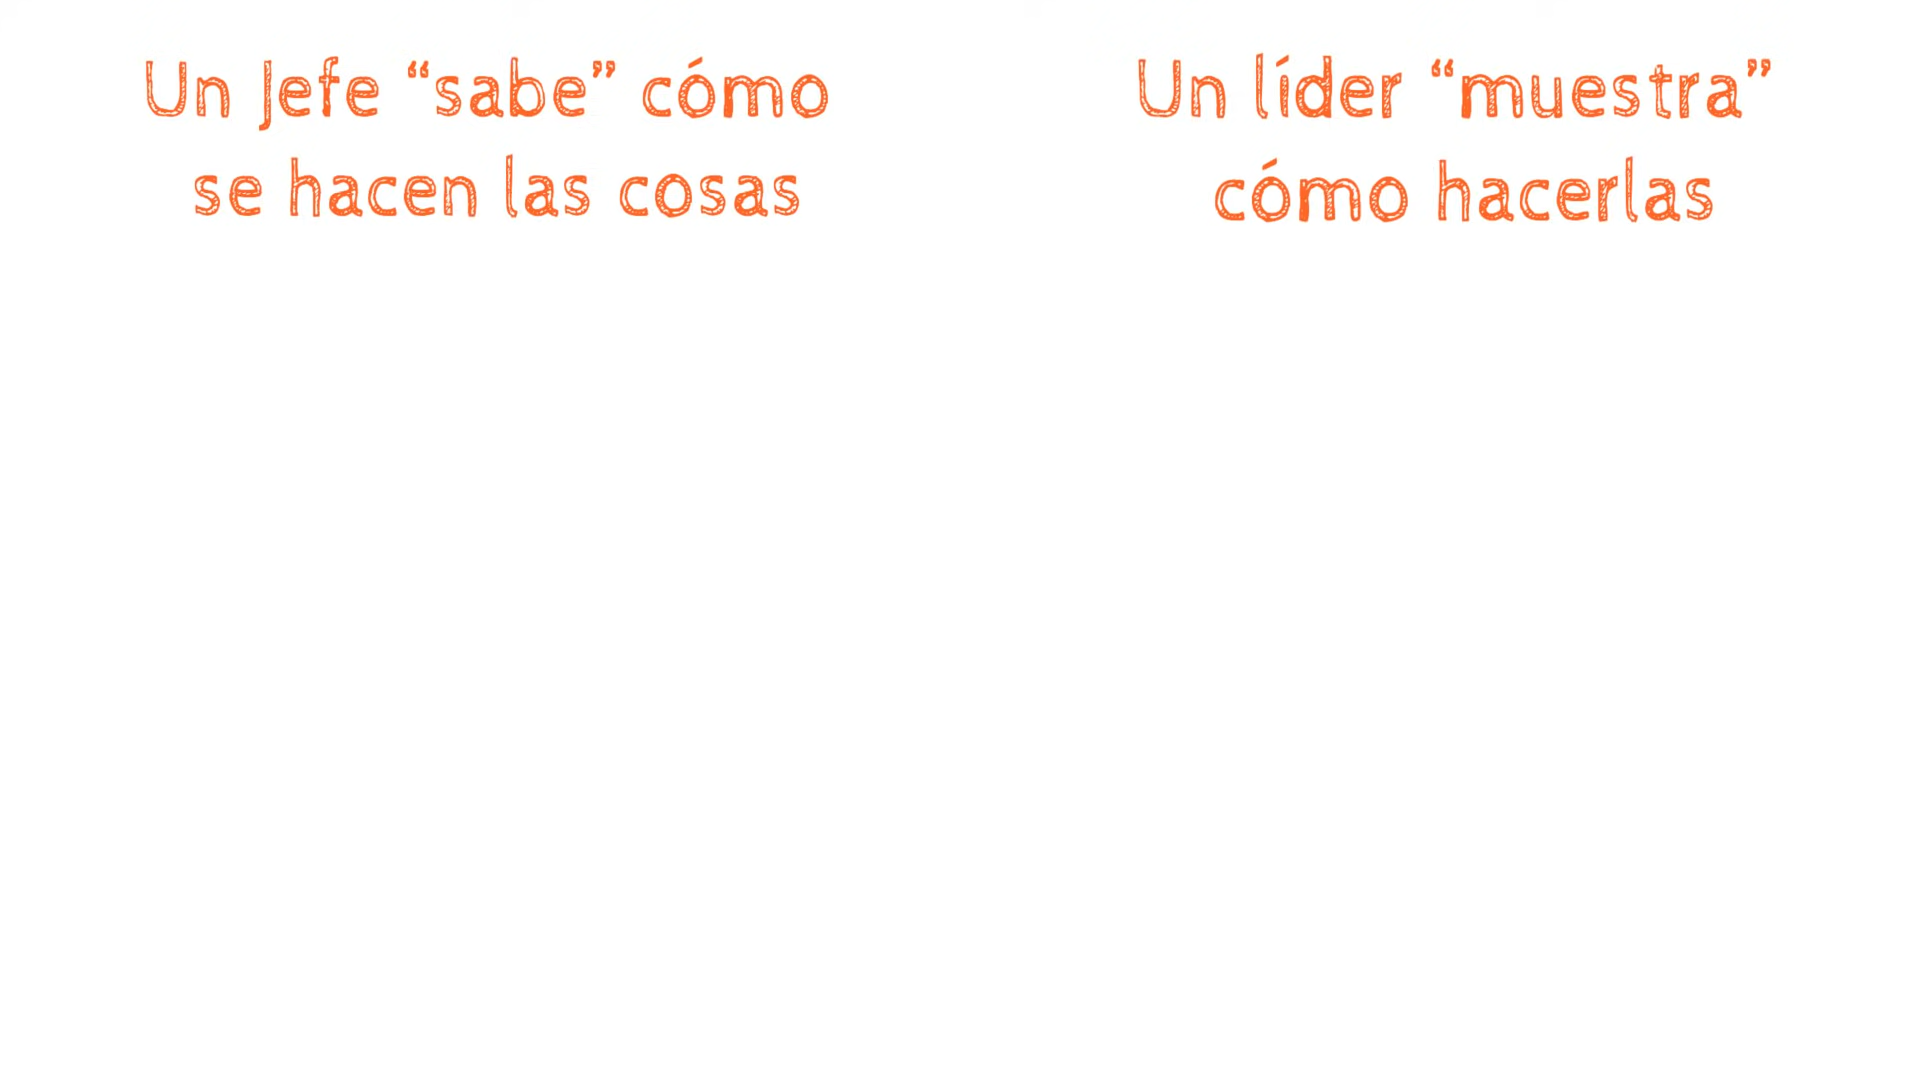 Un Jefe “sabe” cómo
se hacen las cosas
Un líder “muestra”
cómo hacerlas